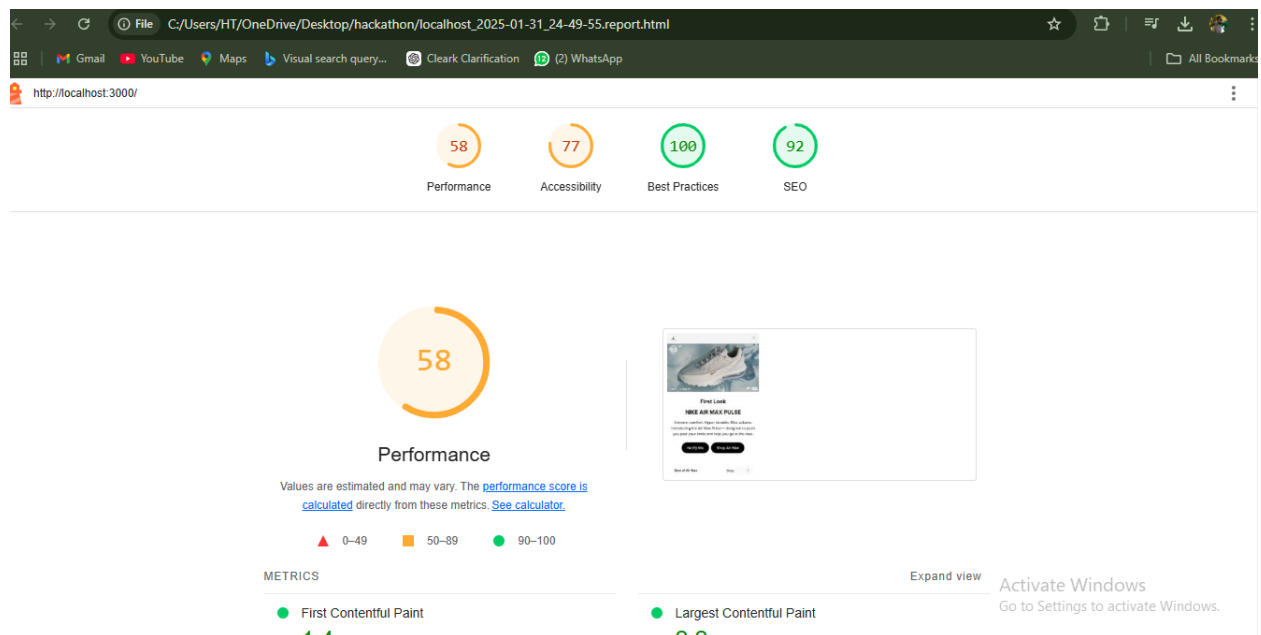 File C:/Users/HT/OneDrive/Desktop/hackathon/localhost_2025-01-31_24-49-55.report.html
Gmail YouTube Maps Visual search query... Cleark Clarification 12 (2) WhatsApp All Bookmarks
http://localhost:3000/
58 77 100 92
Performance Accessibility Best Practices SEO
58
First Look
NIKE AIR MAX PULSE
Performance
Values are estimated and may vary. The performance score is
calculated directly from these metrics. See calculator.
0–49 50–89 90–100
METRICS Expand view
Activate Windows
Go to Settings to activate Windows.
First Contentful Paint Largest Contentful Paint